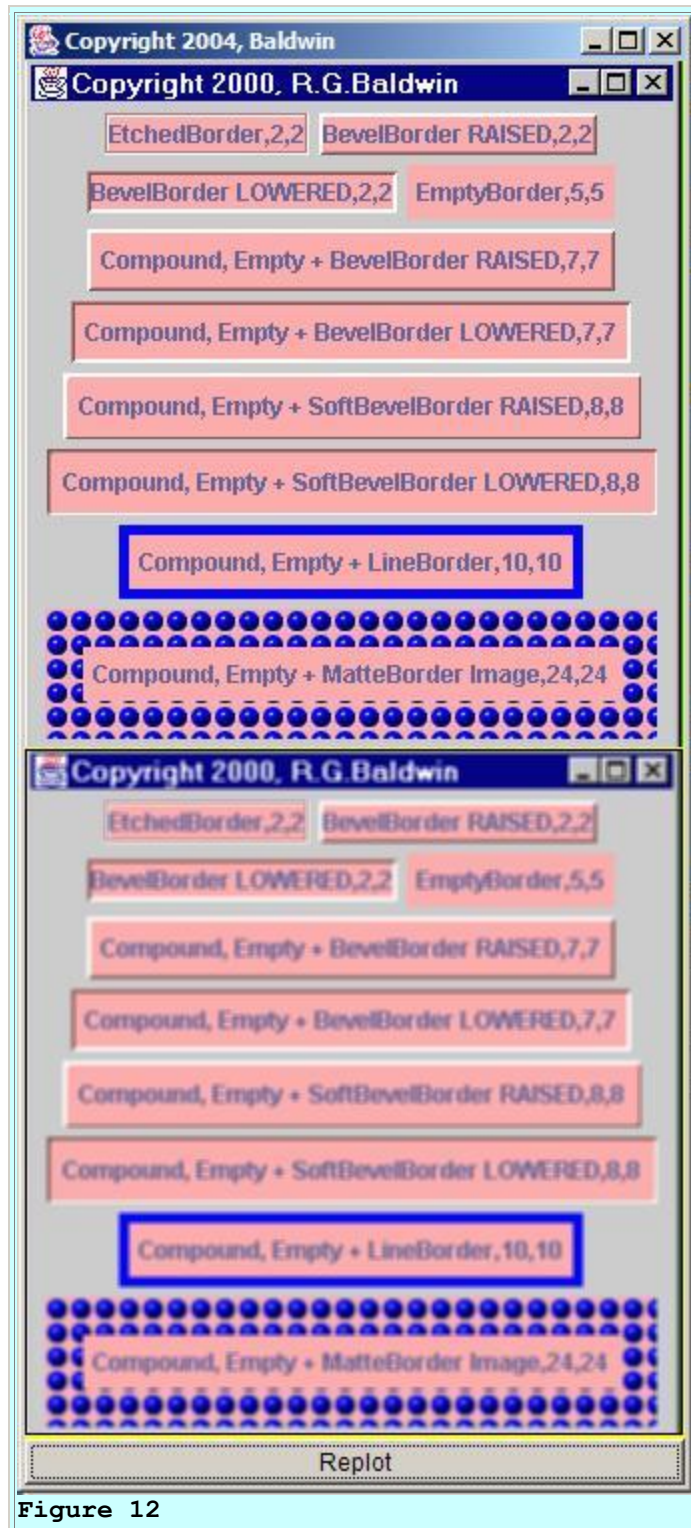 Copyright 2004, Baldwin
Copyright 2000, R.G.Baldwin
EtchedBorder,2,2 BevelBorder RAISED,2,2
BevelBorder LOWERED,2,2 EmptyBorder,5,5
Compound, Empty + BevelBorder RAISED,7,7
Compound, Empty + BevelBorder LOWERED,7,7
Compound, Empty + SoftBevelBorder RAISED,8,8
Compound, Empty + SoftBevelBorder LOWERED,8,8
Compound, Empty + LineBorder,10,10
Compound, Empty + MatteBorder Image,24,24
Copyright 2000, R.G.Baldwin
EtchedBorder,2,2 BevelBorder RAISED,2,2
BevelBorder LOWERED,2,2 EmptyBorder,5,5
Compound, Empty + BevelBorder RAISED,7,7
Compound, Empty + BevelBorder LOWERED,7,7
Compound, Empty + SoftBevelBorder RAISED,8,8
Compound, Empty + SoftBevelBorder LOWERED,8,8
Compound, Empty + LineBorder,10,10
Compound, Empty + MatteBorder Image,24,24
Replot
Figure 12